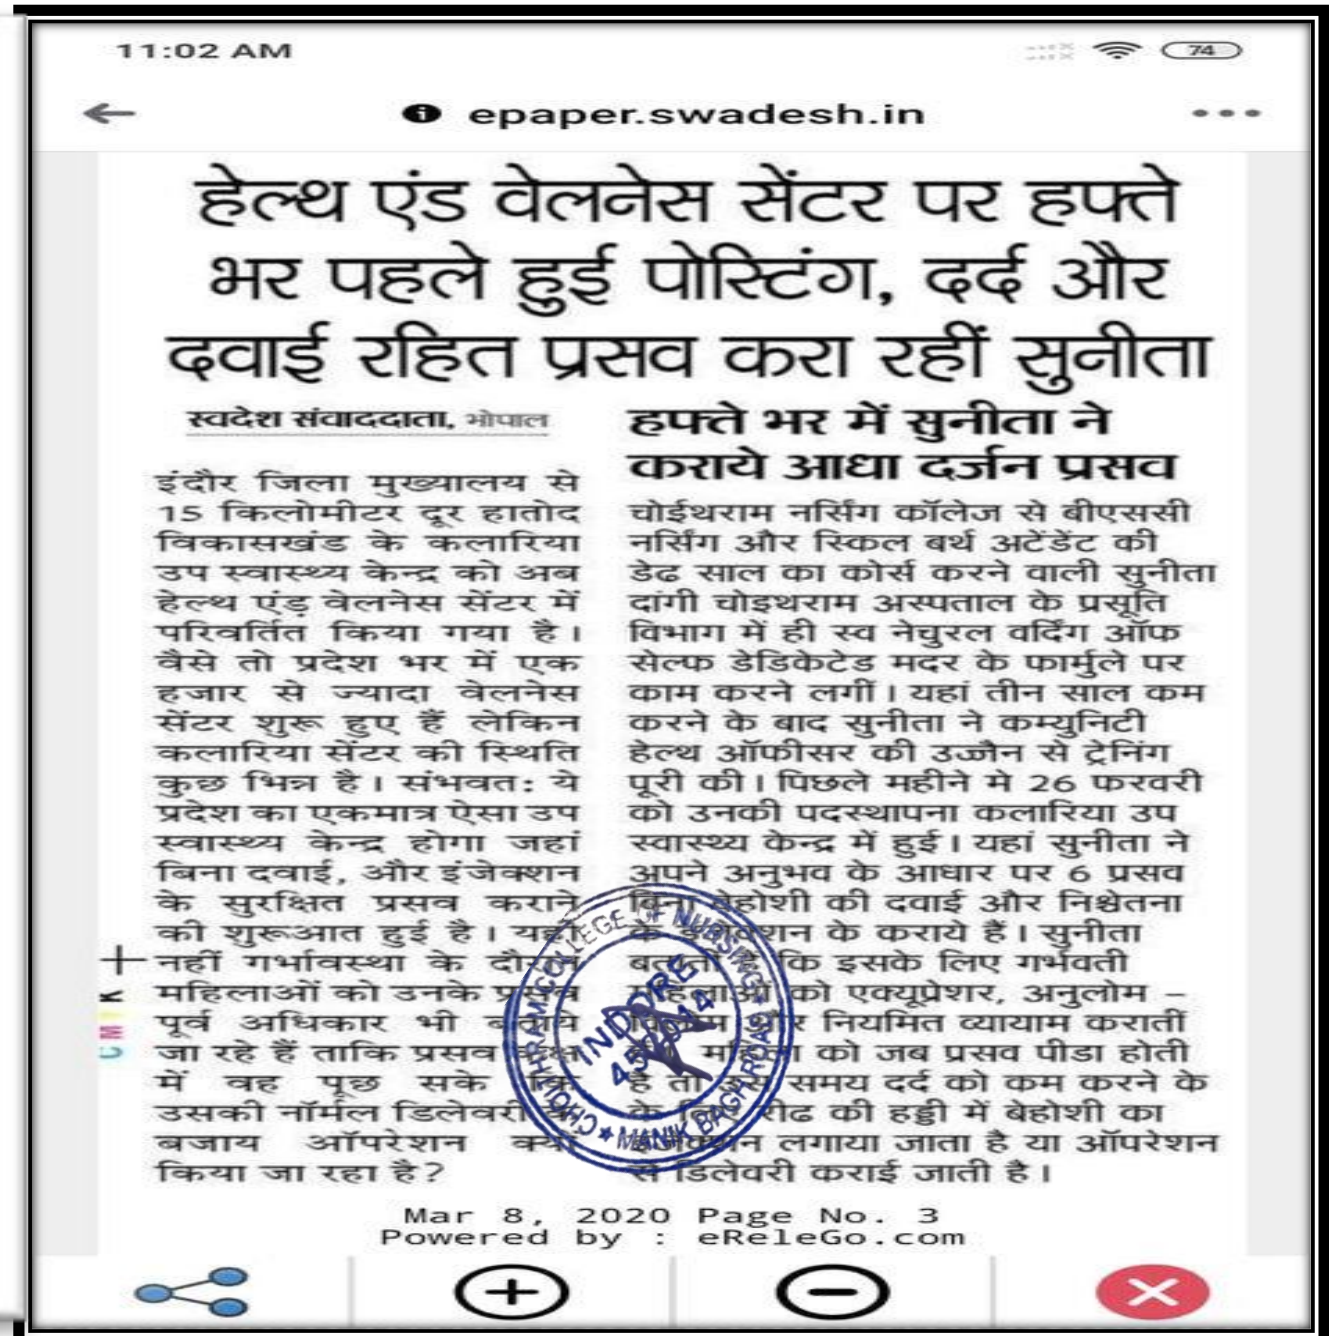 11:02 AM
74
epaper.swadesh.in
हेल्थ एंड वेलनेस सेंटर पर हफ्ते
भर पहले हुई पोस्टिंग, दर्द और
दवाई रहित प्रसव करा रहीं सुनीता
स्वदेश संवाददाता, भोपाल
इंदौर जिला मुख्यालय से
15 किलोमीटर दूर हातोद
विकासखंड के कलारिया
उप स्वास्थ्य केन्द्र को अब
हेल्थ एंड़ वेलनेस सेंटर में
परिवर्तित किया गया है।
वैसे तो प्रदेश भर में एक
हजार से ज्यादा वेलनेस
सेंटर शुरू हुए हैं लेकिन
कलारिया सेंटर की स्थिति
कुछ भिन्न है। संभवत: ये
प्रदेश का एकमात्र ऐसा उप
स्वास्थ्य केन्द्र होगा जहां
बिना दवाई, और इंजेक्शन
के सुरक्षित प्रसव कराने
की शुरूआत हुई है।
नहीं गर्भावस्था के
महिलाओं को उनके
पूर्व अधिकार भी
जा रहे हैं ताकि प्रसव
में वह पूछ सके
उसकी नॉर्मल डिलेवरी
बजाय ऑपरेशन क्यों
किया जा रहा है?
हफ्ते भर में सुनीता ने
कराये आधा दर्जन प्रसव
चोईथराम नर्सिंग कॉलेज से बीएससी
नर्सिंग और स्किल बर्थ अटेंडेंट की
डेढ साल का कोर्स करने वाली सुनीता
दांगी चोइथराम अस्पताल के प्रसूति
विभाग में ही स्व नेचुरल वर्दिंग ऑफ
सेल्फ डेडिकेटेड मदर के फार्मुले पर
काम करने लगीं। यहां तीन साल कम
करने के बाद सुनीता ने कम्युनिटी
हेल्थ ऑफीसर की उज्जैन से ट्रेनिंग
पूरी की। पिछले महीने मे 26 फरवरी
को उनकी पदस्थापना कलारिया उप
स्वास्थ्य केन्द्र में हुई। यहां सुनीता ने
अपने अनुभव के आधार पर 6 प्रसव
बिना बेहोशी की दवाई और निश्चेतना
के के कराये हैं। सुनीता
कि इसके लिए गर्भवती
को एक्यूप्रेशर, अनुलोम –
नियमित व्यायाम करातीं
को जब प्रसव पीडा होती
है तो समय दर्द को कम करने के
रीढ की हड्डी में बेहोशी का
लगाया जाता है या ऑपरेशन
से डिलेवरी कराई जाती है।
CHOITHRAM COLLEGE OF NURSING
MANIK BAGH ROAD
INDORE
452014
C M Y K
Mar 8, 2020 Page No. 3
Powered by : eReleGo.com